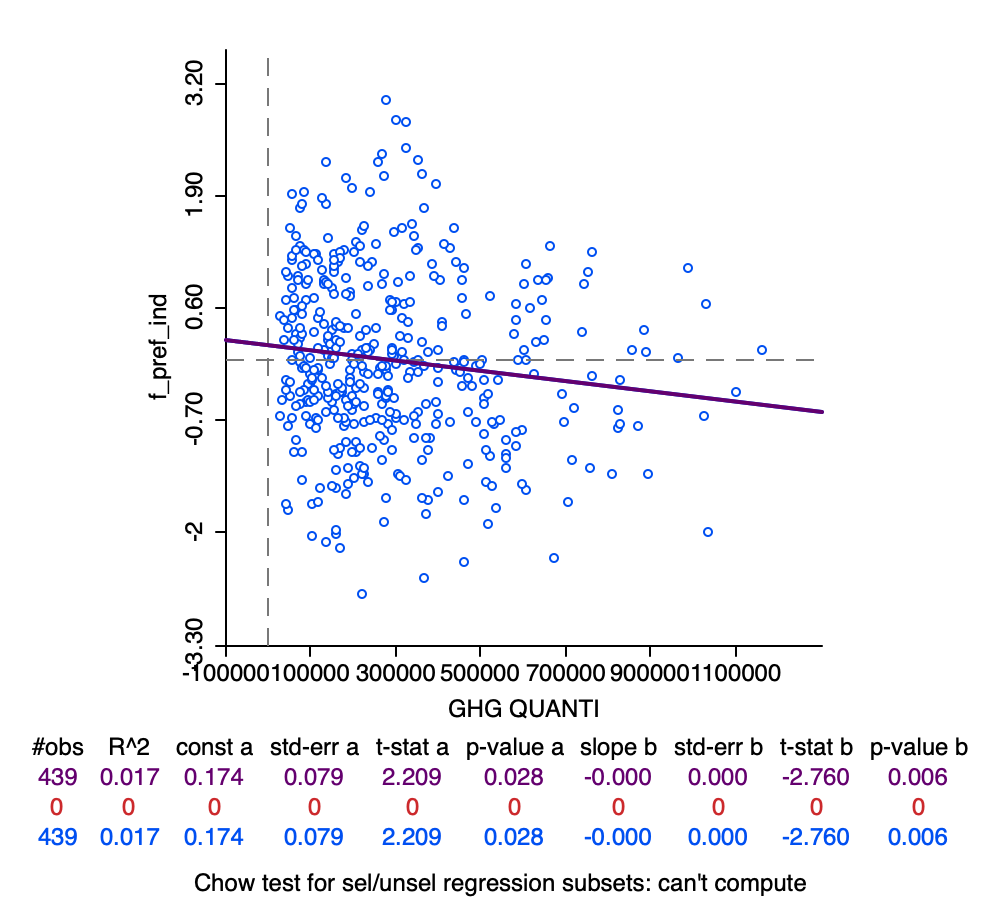 3.20
1.90
0.60
-0.70
-2
-3.30
f_pref_ind
-100000 100000 300000 500000 700000 900000 1100000
GHG QUANTI
#obs R^2 const a std-err a t-stat a p-value a slope b std-err b t-stat b p-value b
439 0.017 0.174 0.079 2.209 0.028 -0.000 0.000 -2.760 0.006
0 0 0 0 0 0 0 0 0 0
439 0.017 0.174 0.079 2.209 0.028 -0.000 0.000 -2.760 0.006
Chow test for sel/unsel regression subsets: can't compute